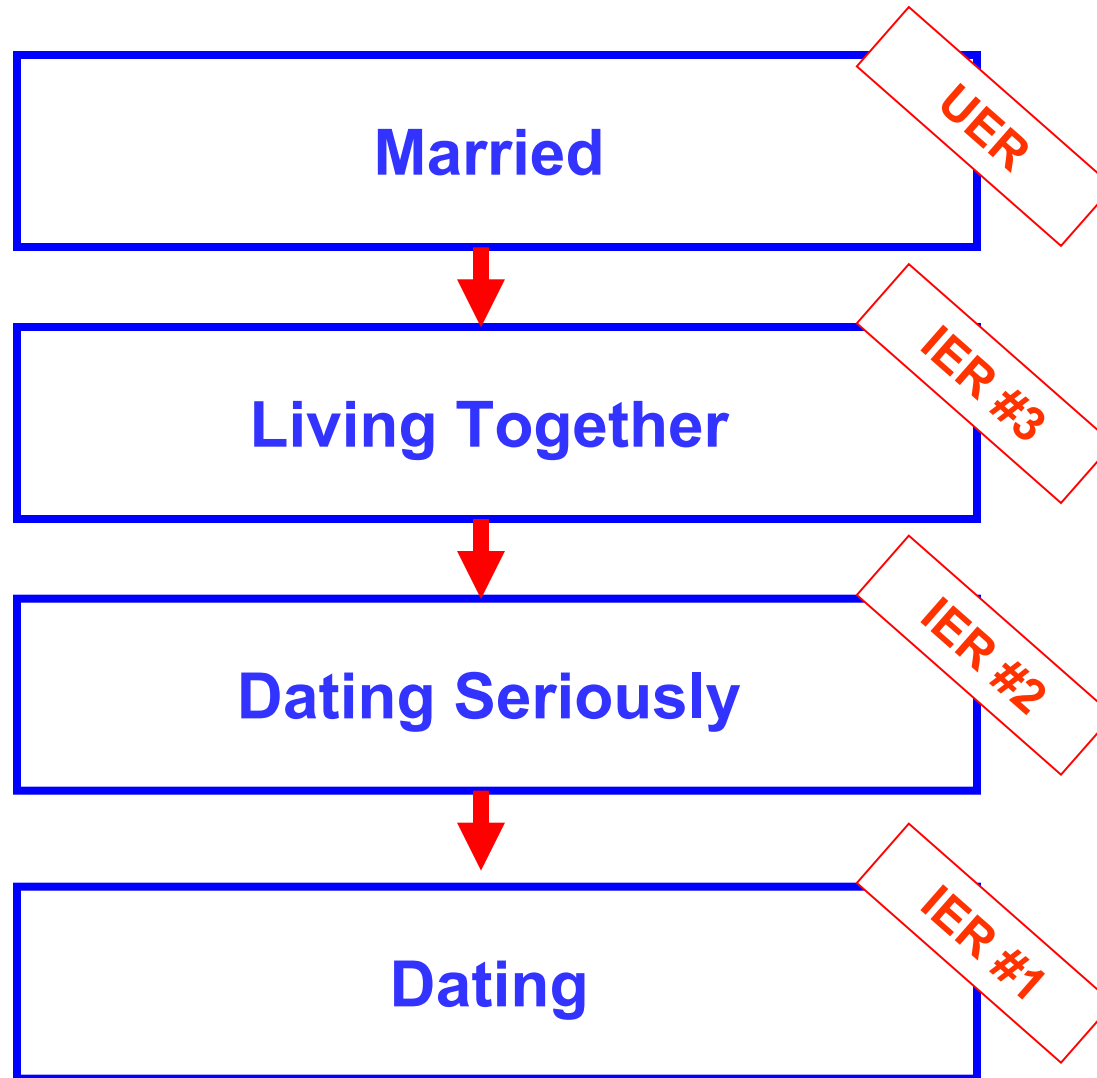 Married
UER
Living Together
IER #3
Dating Seriously
IER #2
Dating
IER #1